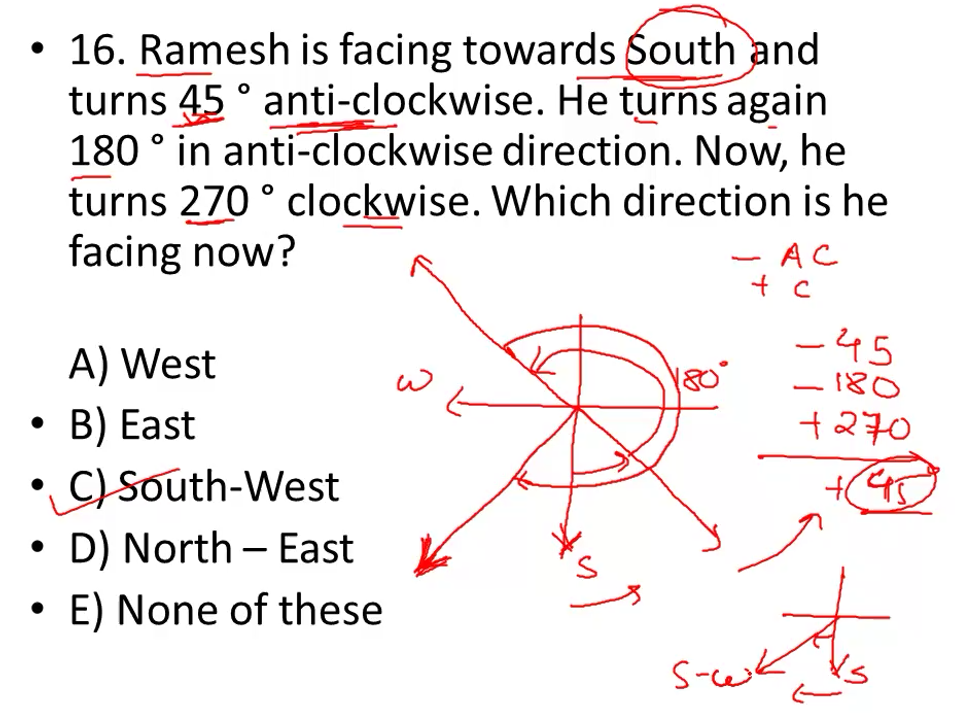 • 16. Ramesh is facing towards South and
turns 45 ° anti-clockwise. He turns again
180 ° in anti-clockwise direction. Now, he
turns 270 ° clockwise. Which direction is he
facing now?
— A C
+ C
A) West
• B) East
• C) South-West
• D) North – East
• E) None of these
W
180°
S
— 45
— 180
+ 270
+ 45°
S-W
S